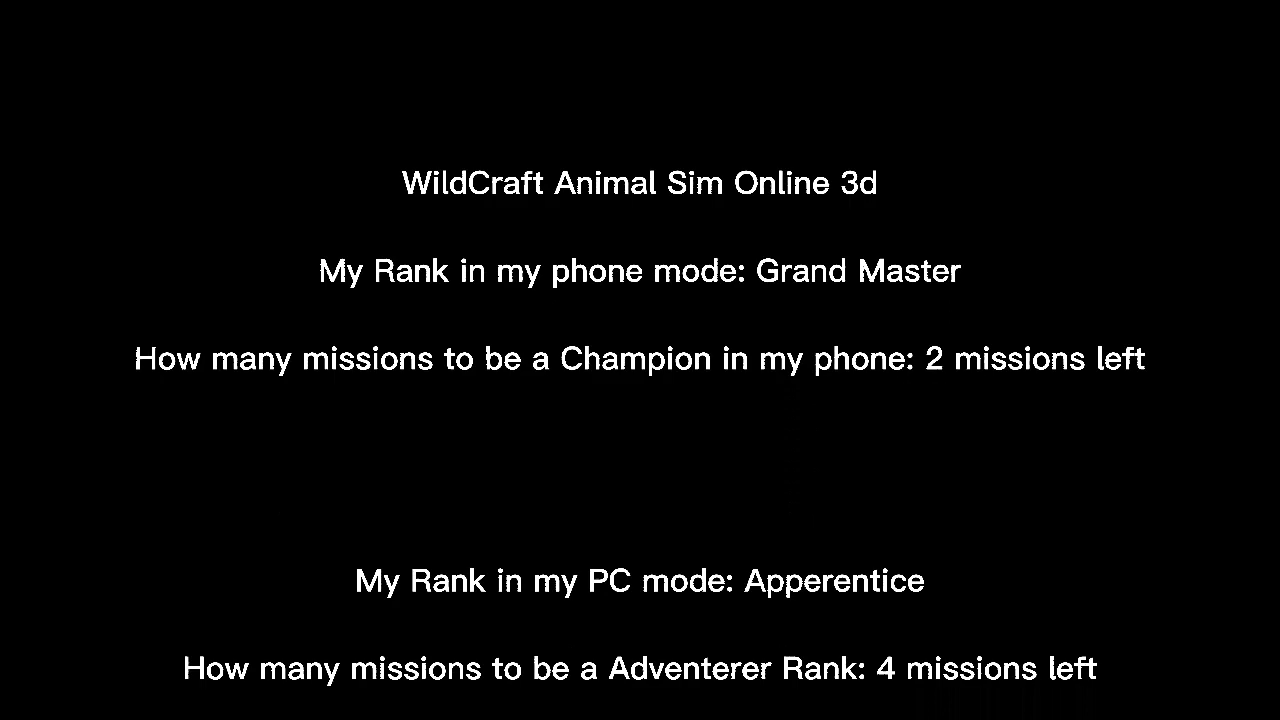 WildCraft Animal Sim Online 3d
My Rank in my phone mode: Grand Master
How many missions to be a Champion in my phone: 2 missions left
My Rank in my PC mode: Apperentice
How many missions to be a Adventerer Rank: 4 missions left